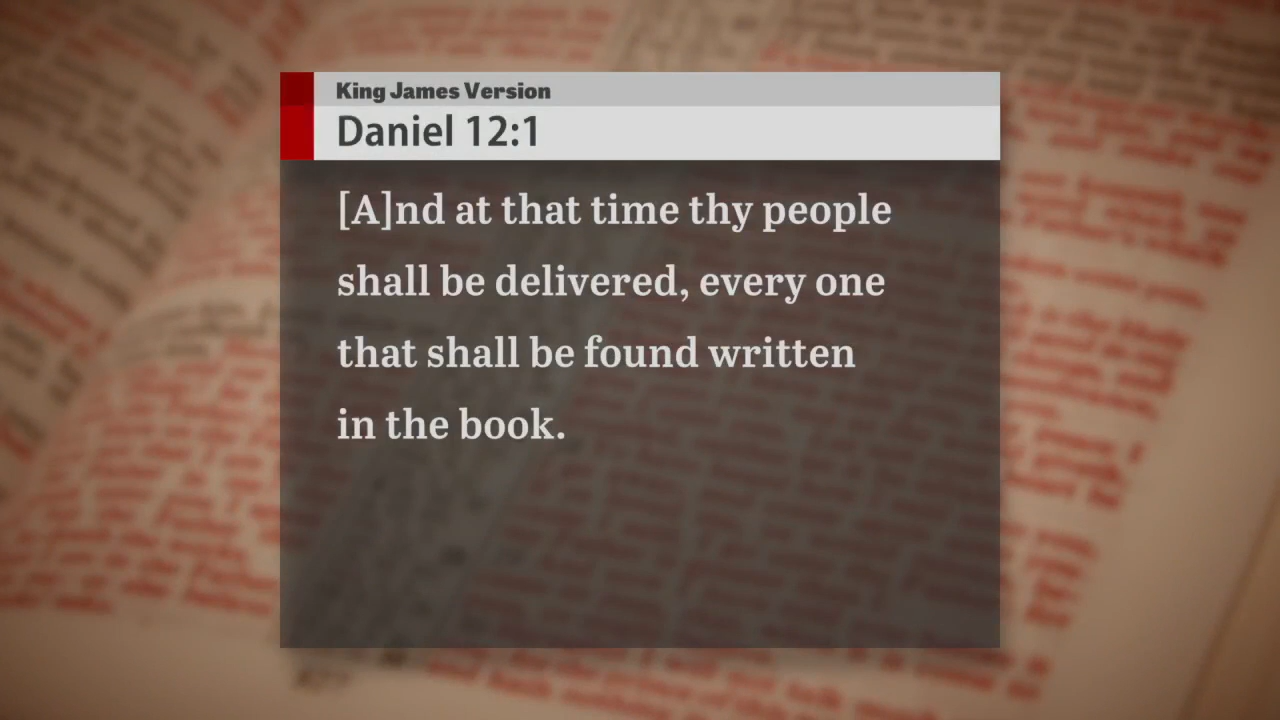 King James Version
Daniel 12:1
[A]nd at that time thy people
shall be delivered, every one
that shall be found written
in the book.